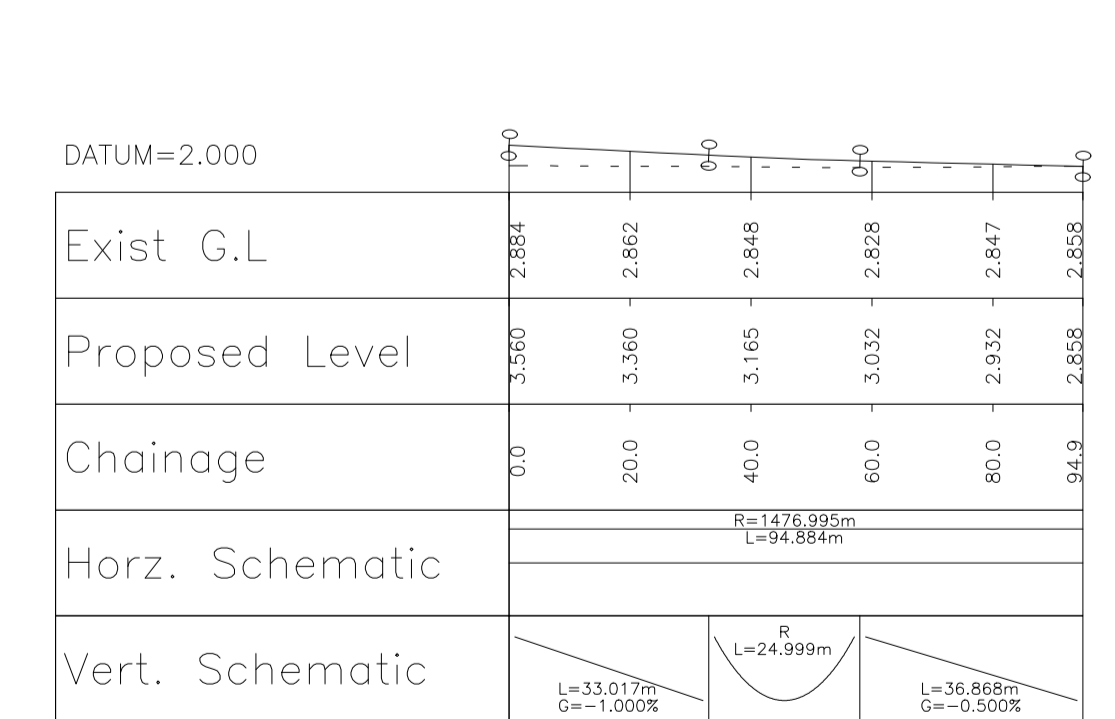 DATUM=2.000
Exist G.L
2.884
2.862
2.848
2.828
2.847
2.858
Proposed Level
3.560
3.360
3.165
3.032
2.932
2.858
Chainage
0.0
20.0
40.0
60.0
80.0
94.9
Horz. Schematic
R=1476.995m
L=94.884m
Vert. Schematic
L=33.017m
G=-1.000%
R
L=24.999m
L=36.868m
G=-0.500%